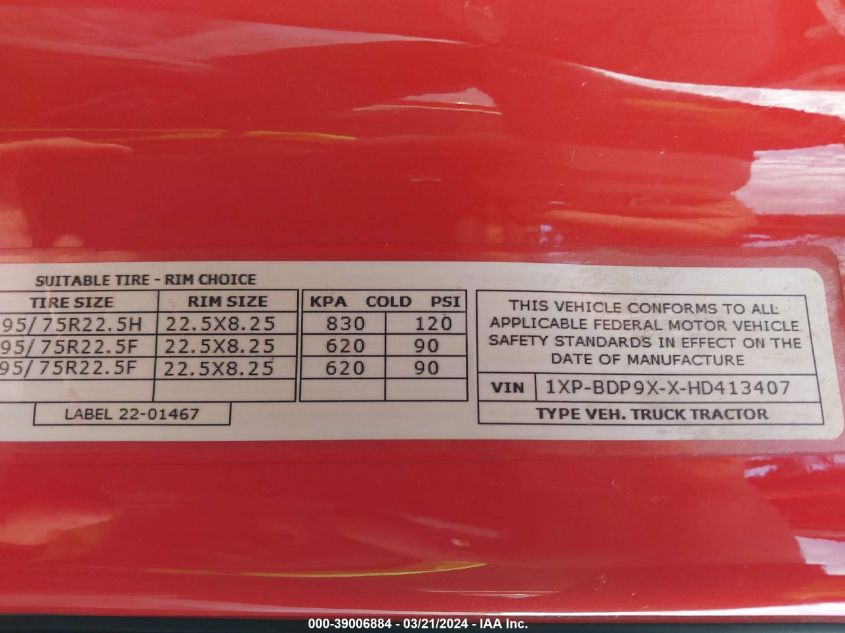 SUITABLE TIRE - RIM CHOICE
TIRE SIZE RIM SIZE KPA COLD PSI
95/75R22.5H 22.5X8.25 830 120
95/75R22.5F 22.5X8.25 620 90
95/75R22.5F 22.5X8.25 620 90
LABEL 22-01467
THIS VEHICLE CONFORMS TO ALL
APPLICABLE FEDERAL MOTOR VEHICLE
SAFETY STANDARDS IN EFFECT ON THE
DATE OF MANUFACTURE
VIN 1XP-BDP9X-X-HD413407
TYPE VEH. TRUCK TRACTOR
000-39006884 - 03/21/2024 - IAA Inc.